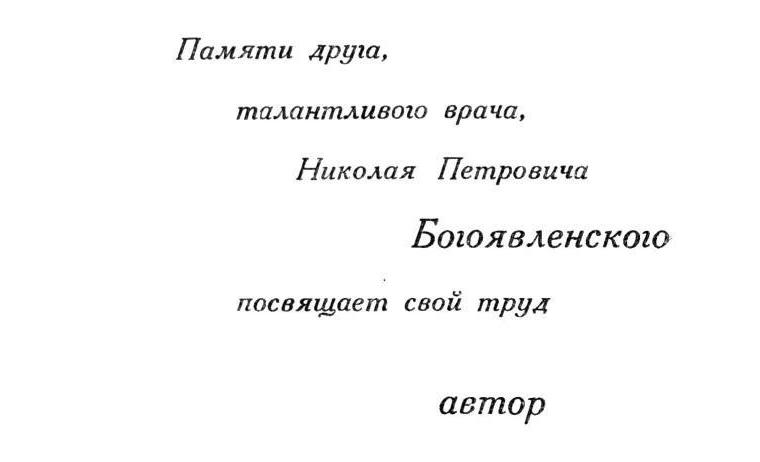 Памяти друга,
талантливого врача,
Николая Петровича
Богоявленского
посвящает свой труд
автор